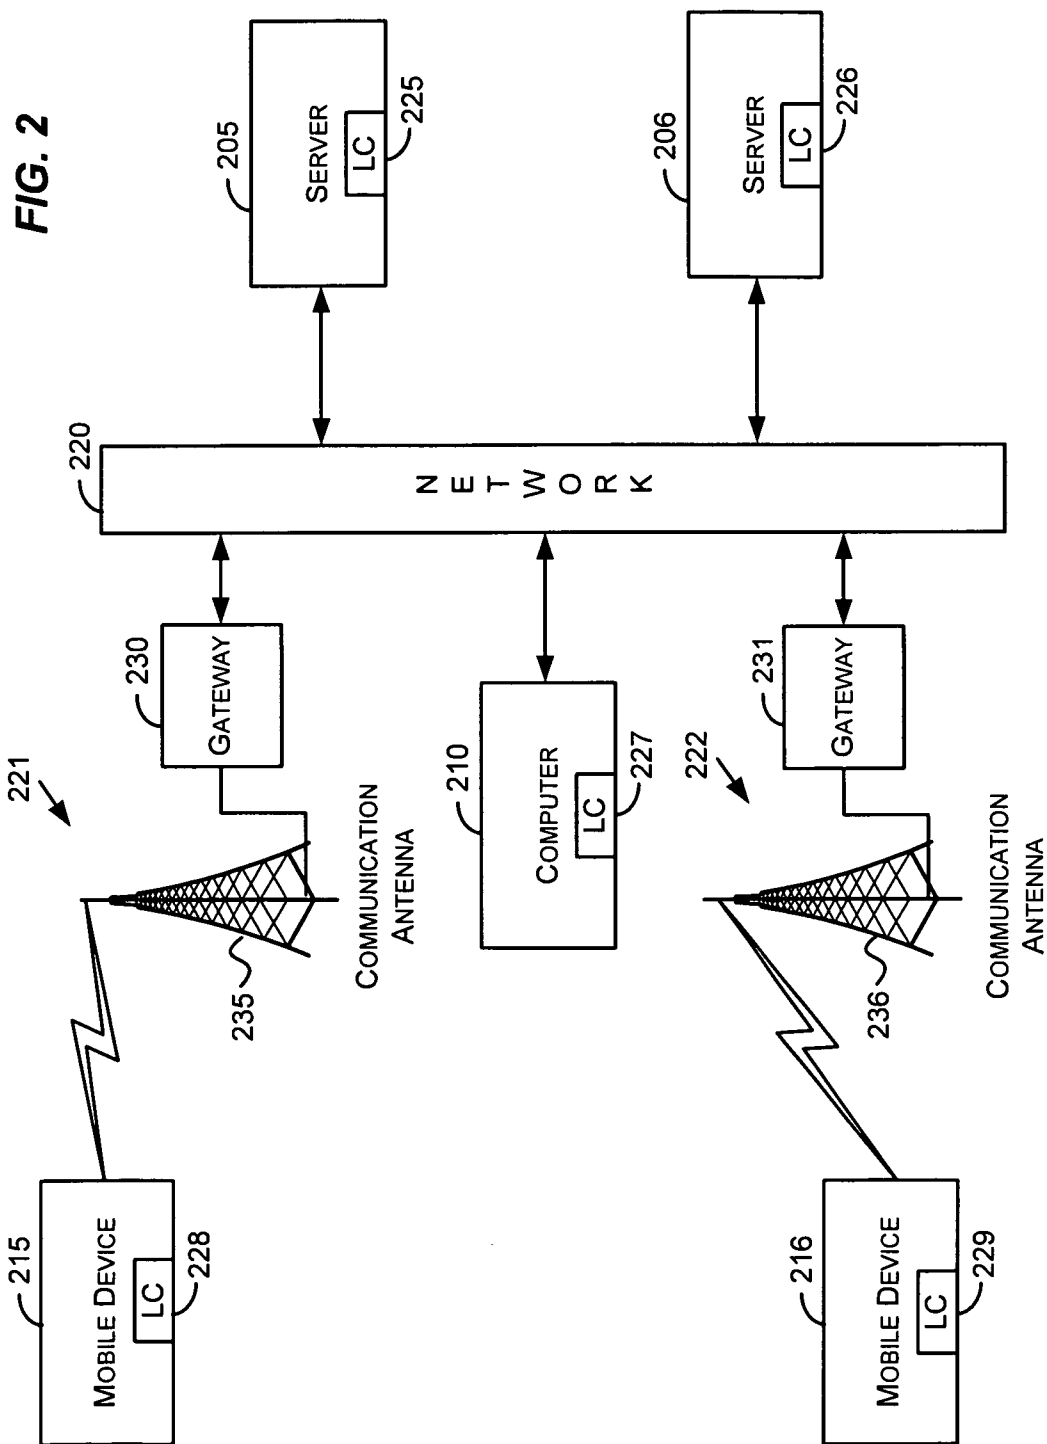 FIG. 2
221
215
MOBILE DEVICE
LC
228
235
COMMUNICATION
ANTENNA
230
GATEWAY
220
NETWORK
205
SERVER
LC
225
210
COMPUTER
LC
227
222
216
MOBILE DEVICE
LC
229
236
COMMUNICATION
ANTENNA
231
GATEWAY
206
SERVER
LC
226